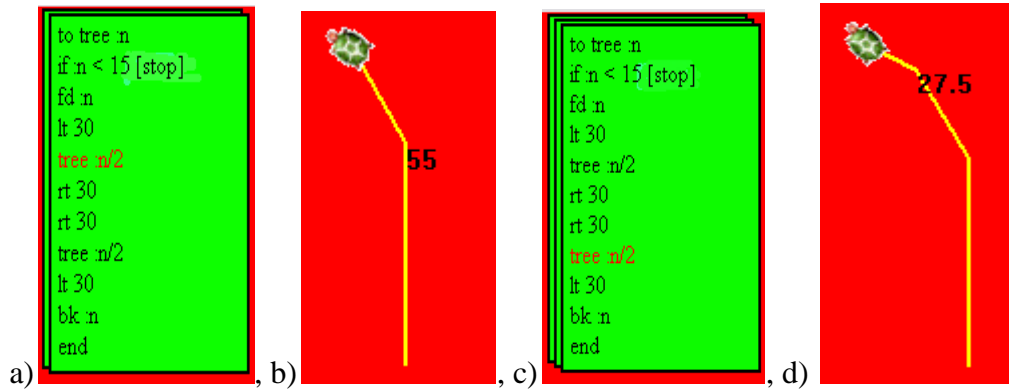 to tree :n
if :n < 15 [stop]
fd :n
lt 30
tree :n/2
rt 30
rt 30
tree :n/2
lt 30
bk :n
end
a)
55
, b)
to tree :n
if :n < 15 [stop]
fd :n
lt 30
tree :n/2
rt 30
rt 30
tree :n/2
lt 30
bk :n
end
, c)
27.5
, d)